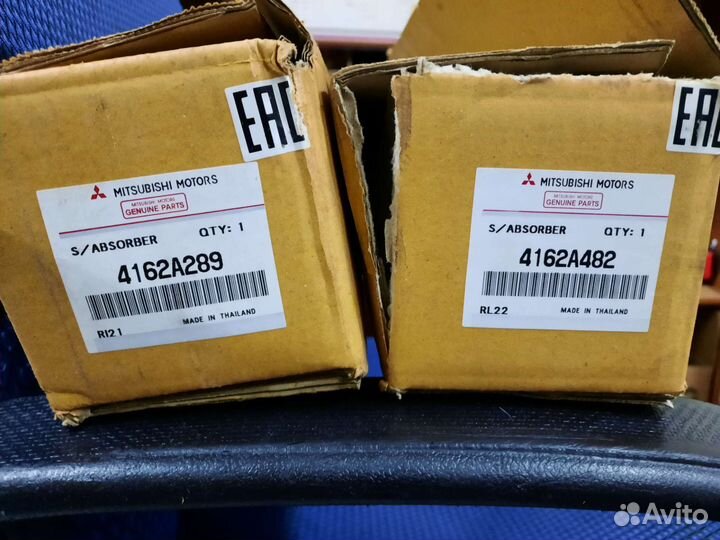 EAC
MITSUBISHI MOTORS
MITSUBISHI MOTORS
GENUINE PARTS
S/ABSORBER QTY: 1
4162A289
RI21 MADE IN THAILAND
EAC
MITSUBISHI MOTORS
MITSUBISHI MOTORS
GENUINE PARTS
S/ABSORBER QTY: 1
4162A482
RL22 MADE IN THAILAND
Avito